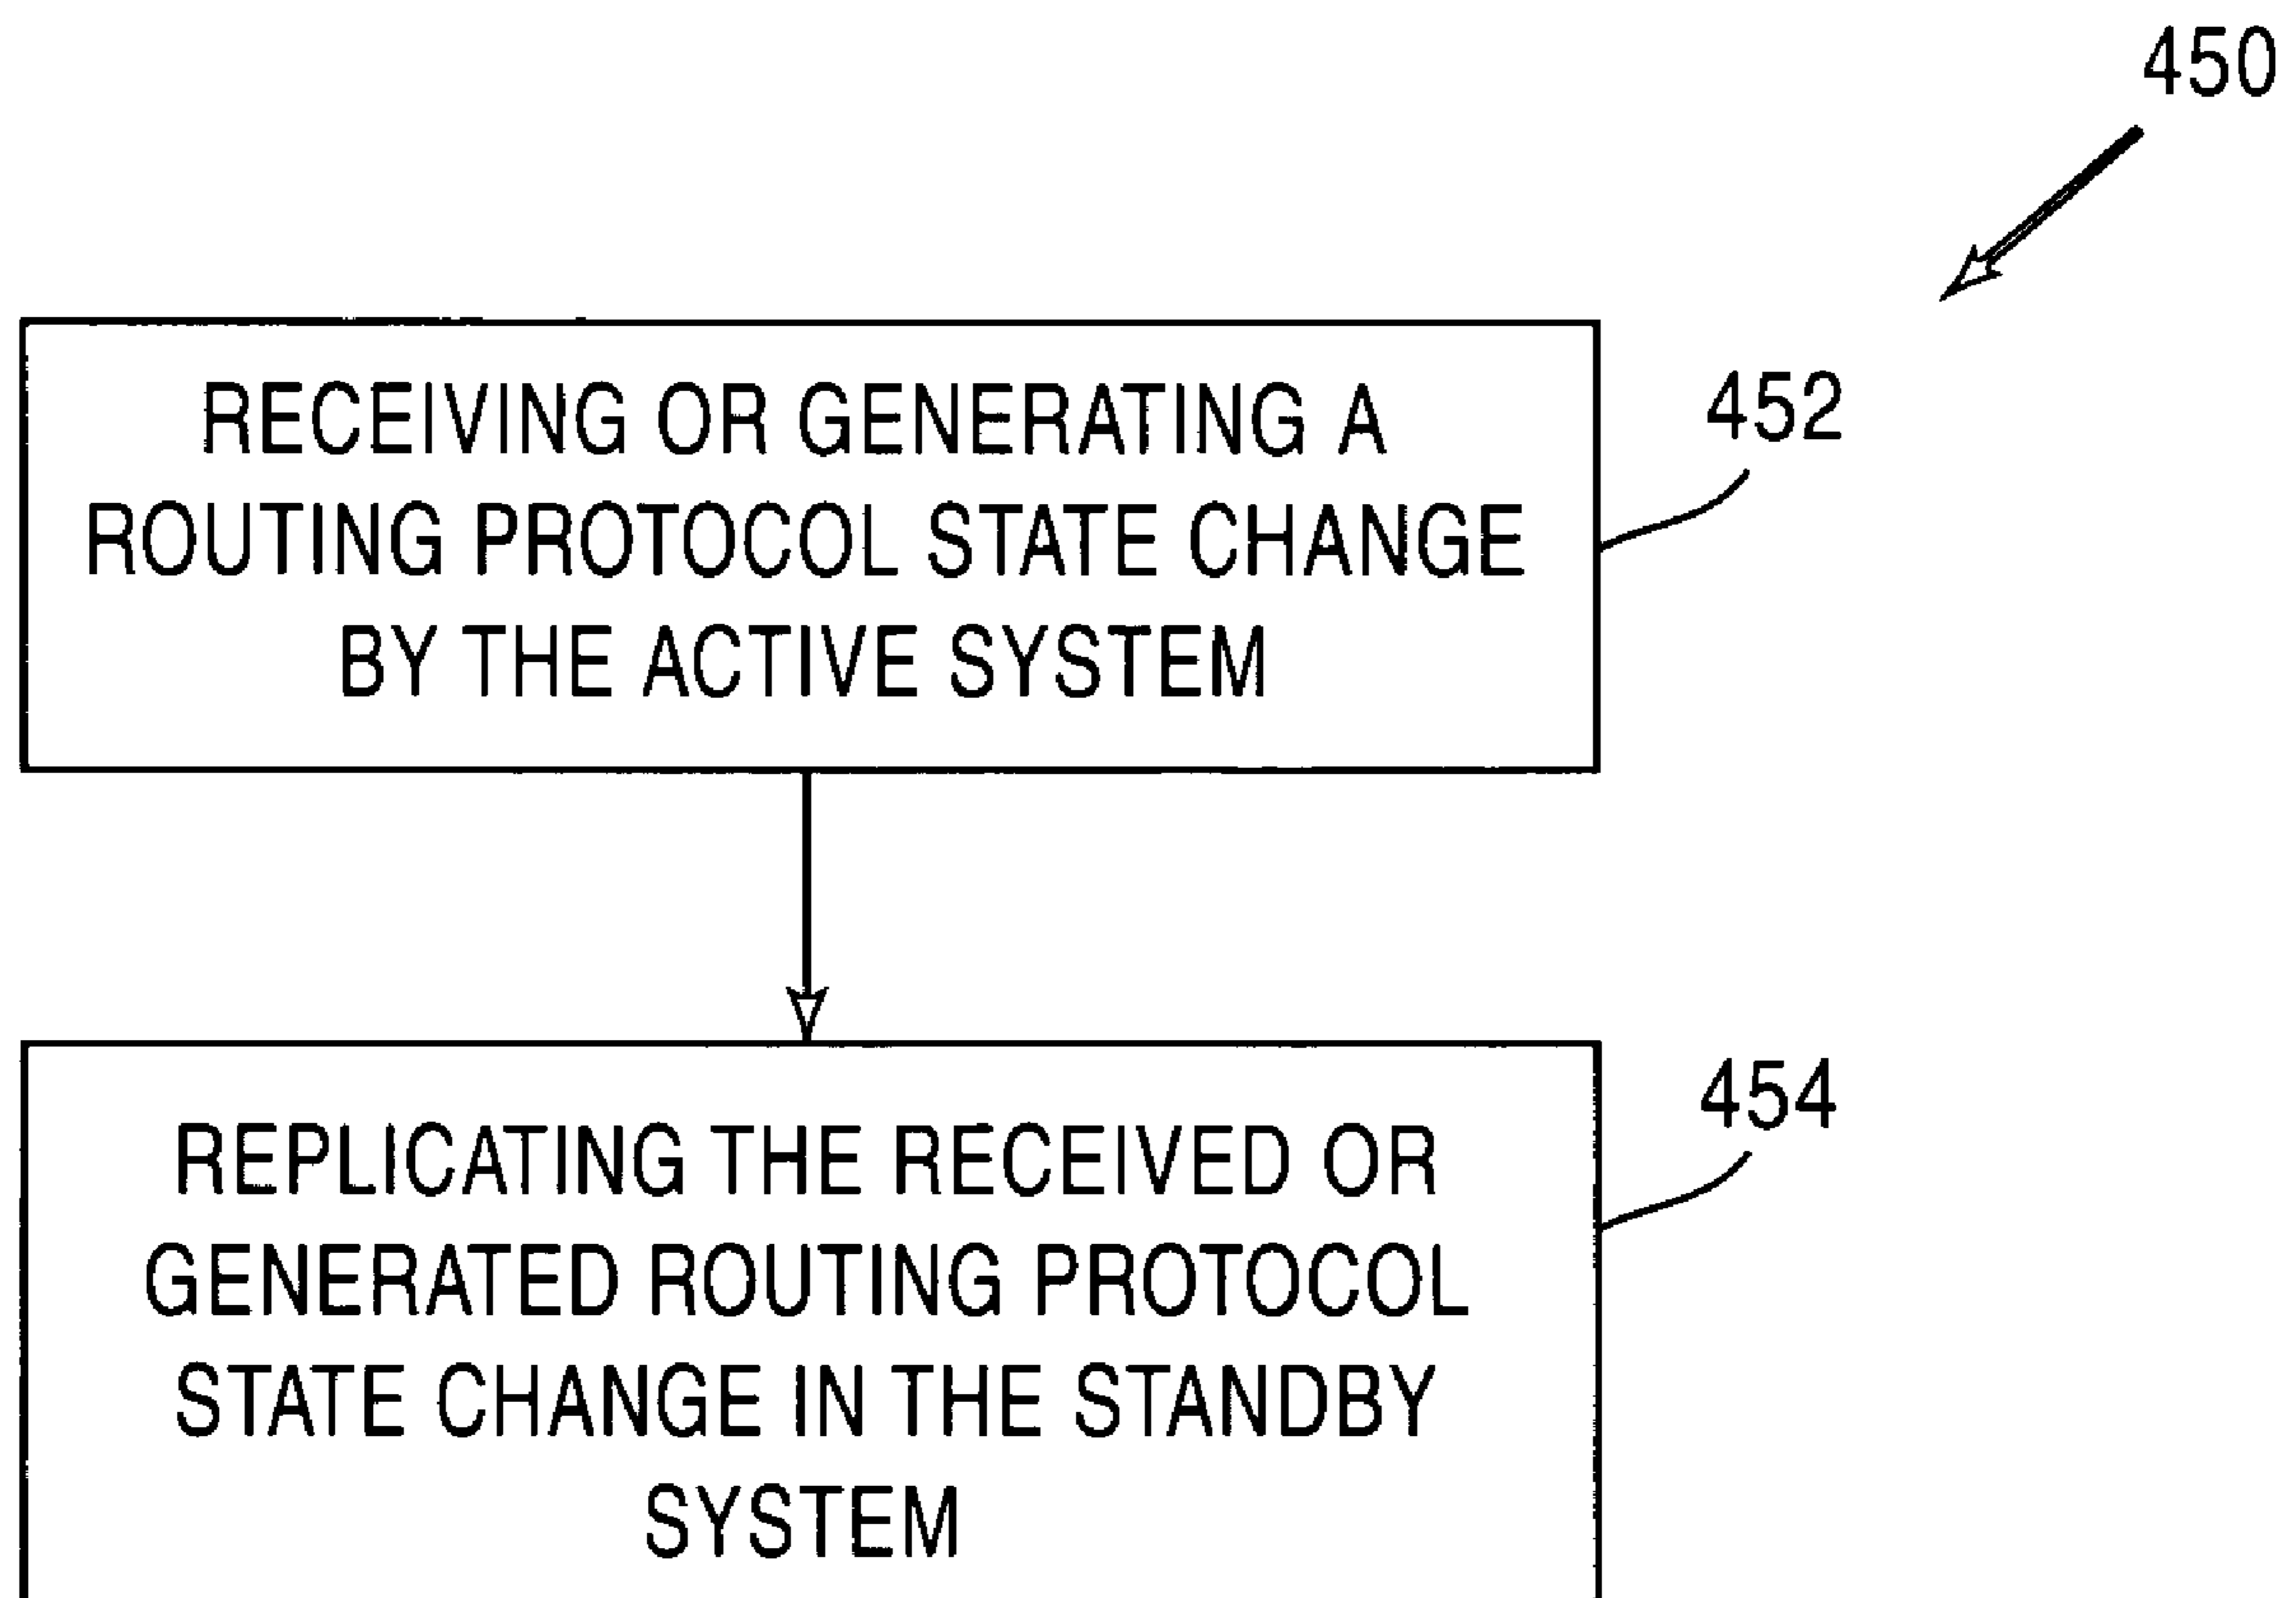 450
RECEIVING OR GENERATING A
ROUTING PROTOCOL STATE CHANGE
BY THE ACTIVE SYSTEM
452
REPLICATING THE RECEIVED OR
GENERATED ROUTING PROTOCOL
STATE CHANGE IN THE STANDBY
SYSTEM
454